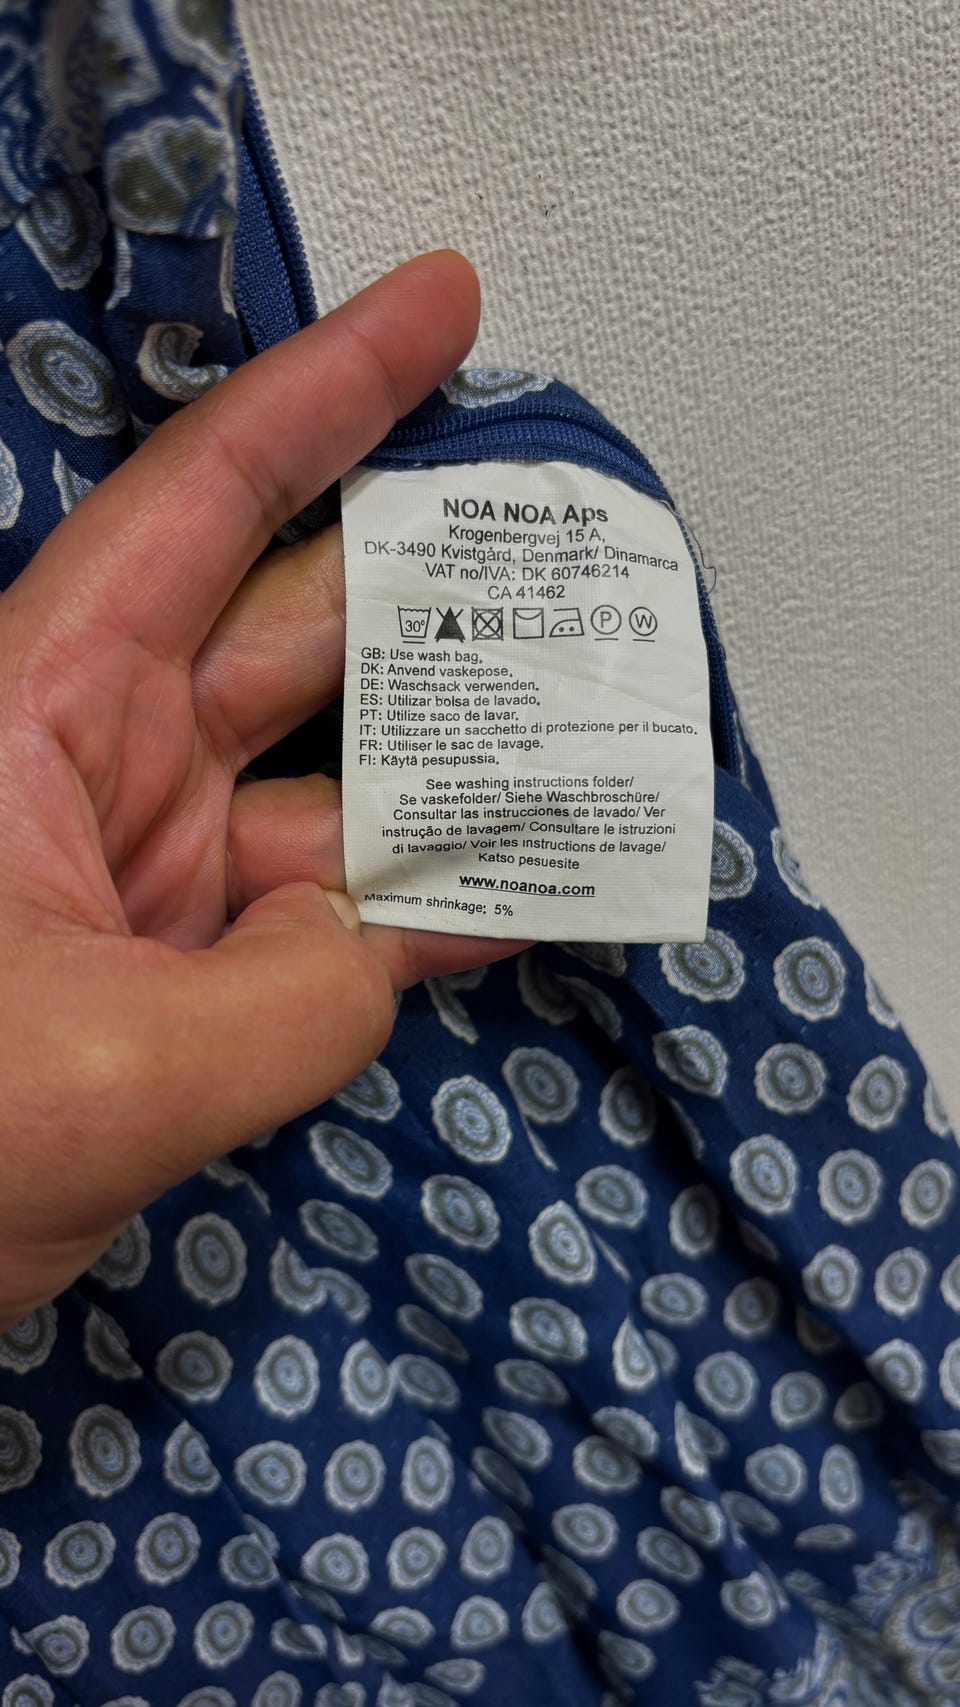 NOA NOA Aps
Krogenbergvej 15 A,
DK-3490 Kvistgård, Denmark/ Dinamarca
VAT no/IVA: DK 60746214
CA 41462
30° P W
GB: Use wash bag.
DK: Anvend vaskepose.
DE: Waschsack verwenden.
ES: Utilizar bolsa de lavado.
PT: Utilize saco de lavar.
IT: Utilizzare un sacchetto di protezione per il bucato.
FR: Utiliser le sac de lavage.
FI: Käytä pesupussia.
See washing instructions folder/
Se vaskefolder/ Siehe Waschbroschüre/
Consultar las instrucciones de lavado/ Ver
instrução de lavagem/ Consultare le istruzioni
di lavaggio/ Voir les instructions de lavage/
Katso pesuesite
www.noanoa.com
Maximum shrinkage: 5%